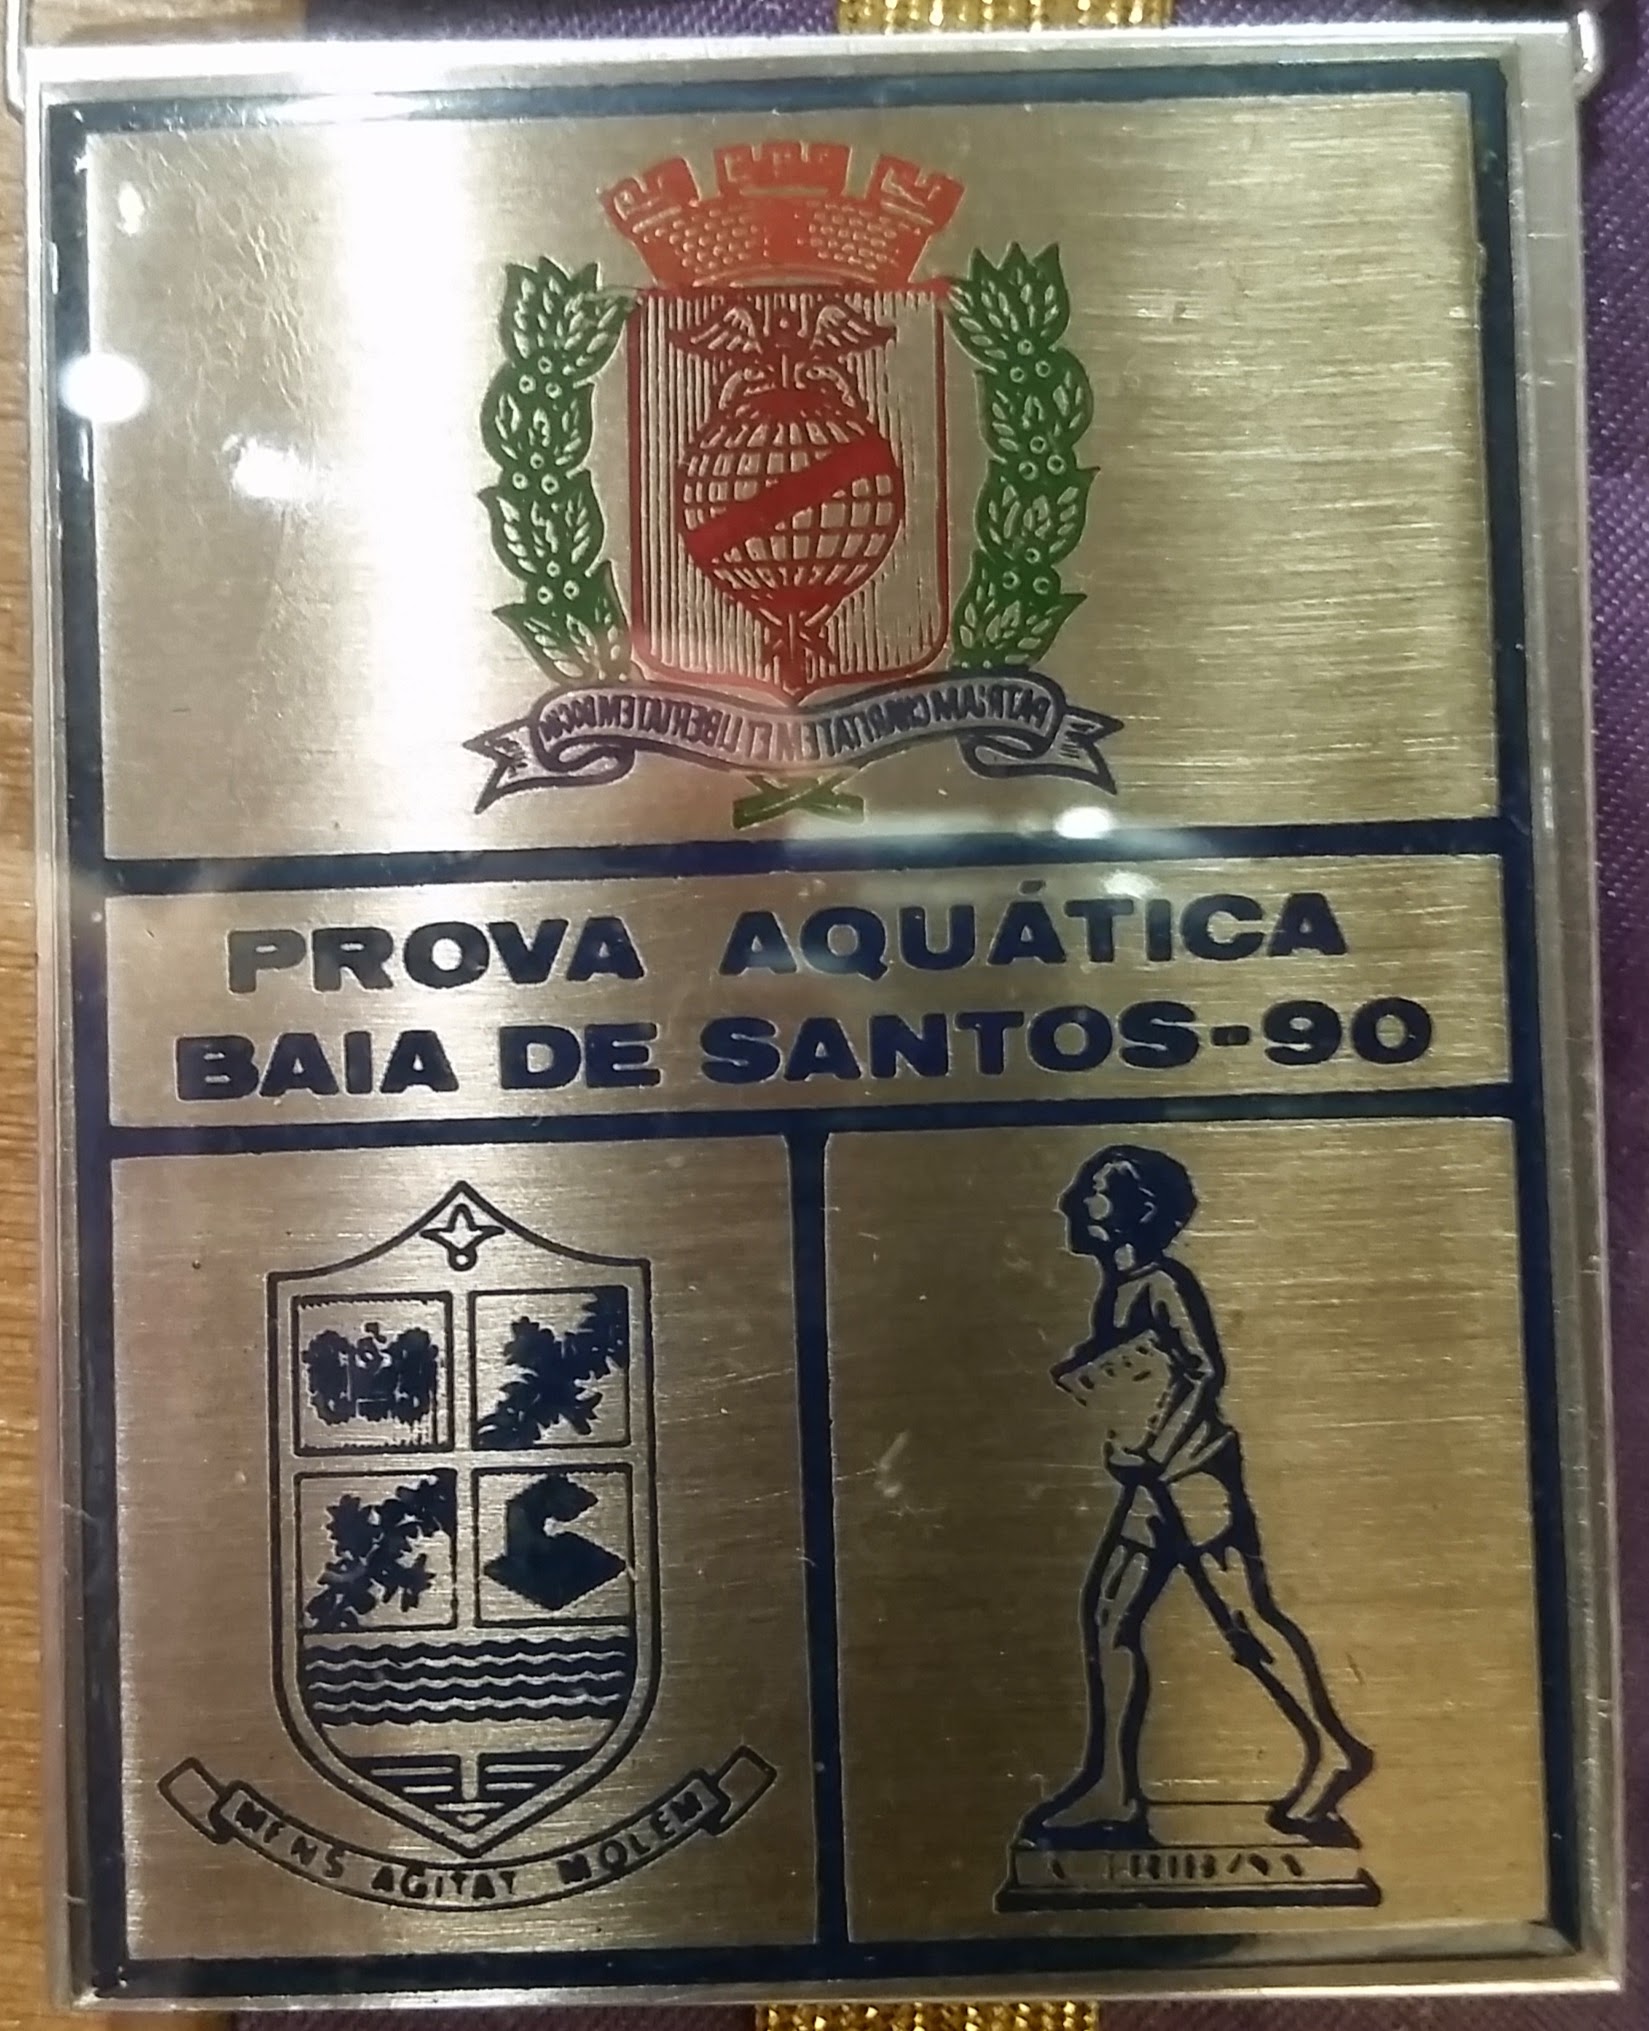 PATRIAM CHARITATEM ET LIBERTATEM DOCUI
PROVA AQUÁTICA
BAIA DE SANTOS-90
MENS AGITAT MOLEM